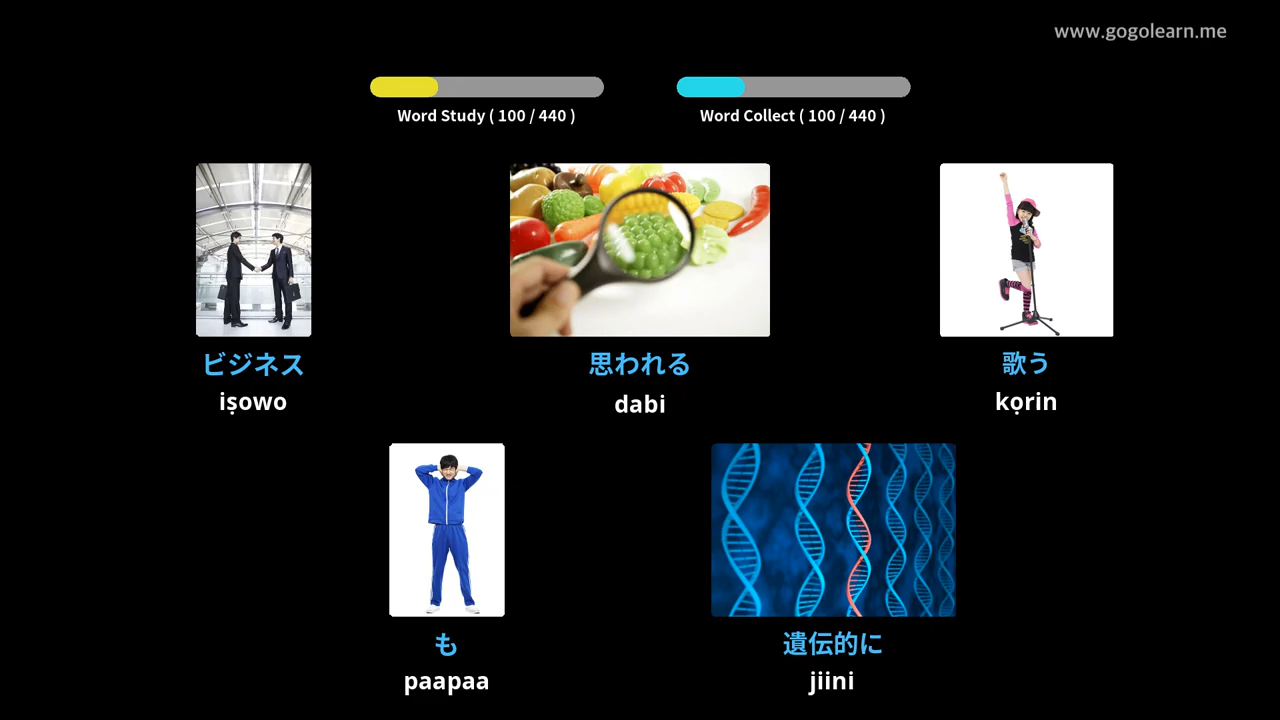 www.gogolearn.me
Word Study ( 100 / 440 )
Word Collect ( 100 / 440 )
ビジネス
iṣowo
思われる
dabi
歌う
kọrin
も
paapaa
遺伝的に
jiini